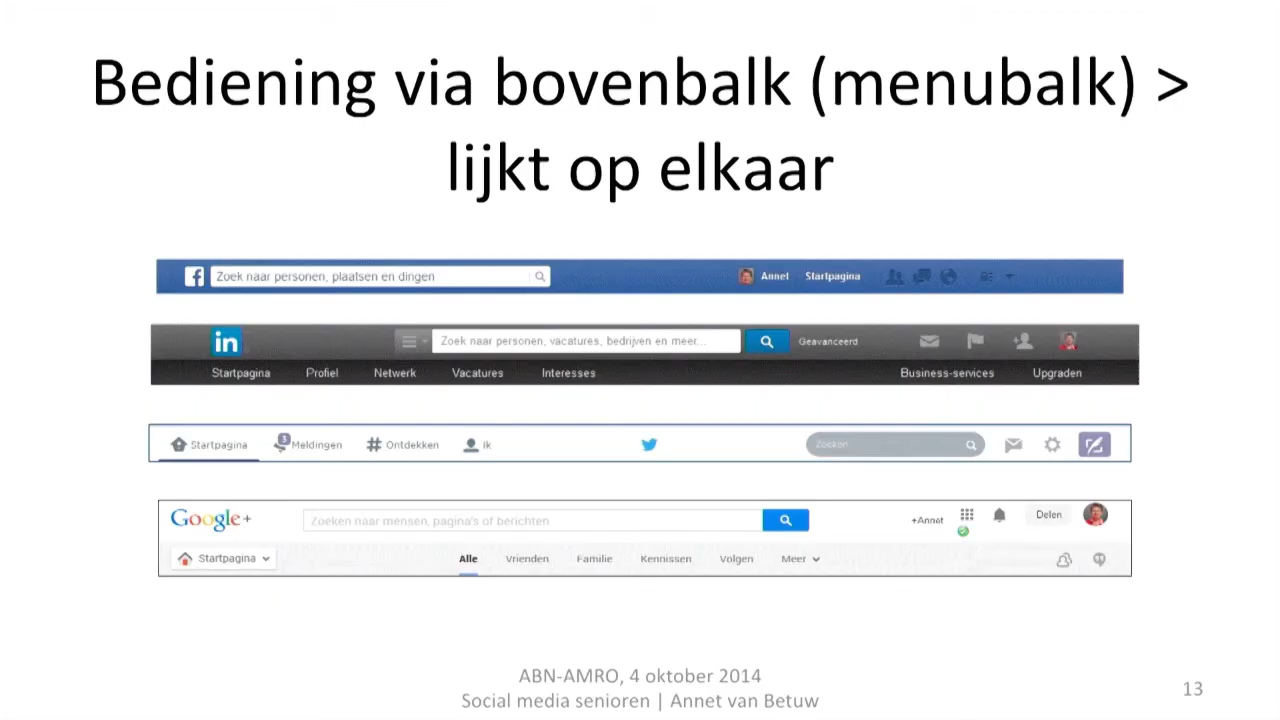 Bediening via bovenbalk (menubalk) >
lijkt op elkaar
f Zoek naar personen, plaatsen en dingen Annet Startpagina
in Zoek naar personen, vacatures, bedrijven en meer... Geavanceerd
Startpagina Profiel Netwerk Vacatures Interesses Business-services Upgraden
Startpagina 3 Meldingen # Ontdekken Ik Zoeken
Google+ Zoeken naar mensen, pagina's of berichten +Annet Delen
Startpagina Alle Vrienden Familie Kennissen Volgen Meer
ABN-AMRO, 4 oktober 2014
Social media senioren | Annet van Betuw
13